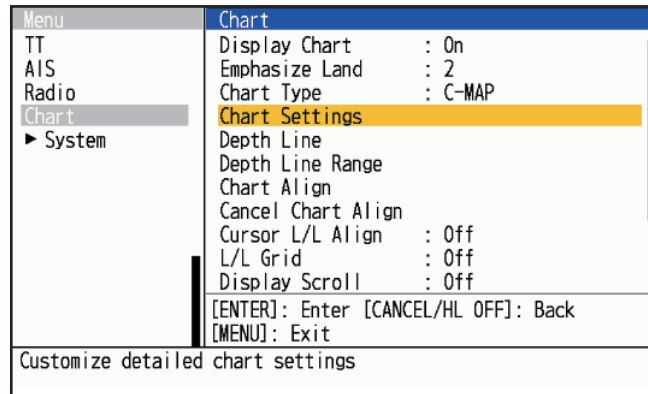 Menu
TT
AIS
Radio
Chart
► System
Chart
Display Chart : On
Emphasize Land : 2
Chart Type : C-MAP
Chart Settings
Depth Line
Depth Line Range
Chart Align
Cancel Chart Align
Cursor L/L Align : Off
L/L Grid : Off
Display Scroll : Off
[ENTER]: Enter [CANCEL/HL OFF]: Back
[MENU]: Exit
Customize detailed chart settings